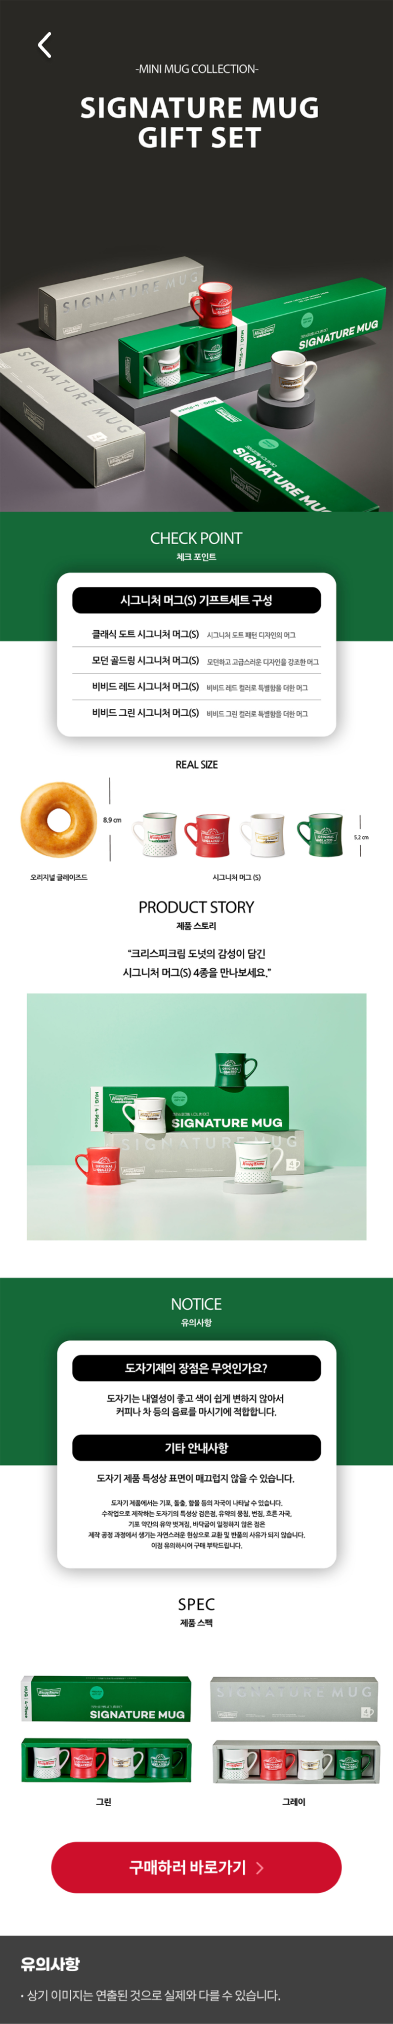 -MINI MUG COLLECTION-
SIGNATURE MUG
GIFT SET
SIGNATURE MUG
SIGNATURE MUG
SIGNATURE MUG
SIGNATURE MUG
CHECK POINT
체크 포인트
시그니처 머그(S) 기프트세트 구성
클래식 도트 시그니처 머그(S) 시그니처 도트 패턴 디자인의 머그
모던 골드링 시그니처 머그(S) 모던하고 고급스러운 디자인을 강조한 머그
비비드 레드 시그니처 머그(S) 비비드 레드 컬러로 특별함을 더한 머그
비비드 그린 시그니처 머그(S) 비비드 그린 컬러로 특별함을 더한 머그
REAL SIZE
8.9 cm
5.2 cm
오리지널 글레이즈드
시그니처 머그 (S)
PRODUCT STORY
제품 스토리
"크리스피크림 도넛의 감성이 담긴
시그니처 머그(S) 4종을 만나보세요."
MUG | 4-Piece
SIGNATURE MUG
SIGNATURE MUG
NOTICE
유의사항
도자기제의 장점은 무엇인가요?
도자기는 내열성이 좋고 색이 쉽게 변하지 않아서
커피나 차 등의 음료를 마시기에 적합합니다.
기타 안내사항
도자기 제품 특성상 표면이 매끄럽지 않을 수 있습니다.
도자기 제품에서는 기포, 돌출, 함몰 등의 자국이 나타날 수 있습니다.
수작업으로 제작하는 도자기의 특성상 검은점, 유약의 뭉침, 번짐, 흐른 자국,
기포 약간의 유약 벗겨짐, 바닥굽이 일정하지 않은 점은
제작 공정 과정에서 생기는 자연스러운 현상으로 교환 및 반품의 사유가 되지 않습니다.
이점 유의하시어 구매 부탁드립니다.
SPEC
제품 스펙
MUG | 4-Piece
SIGNATURE MUG
SIGNATURE MUG
그린
그레이
구매하러 바로가기
유의사항
· 상기 이미지는 연출된 것으로 실제와 다를 수 있습니다.